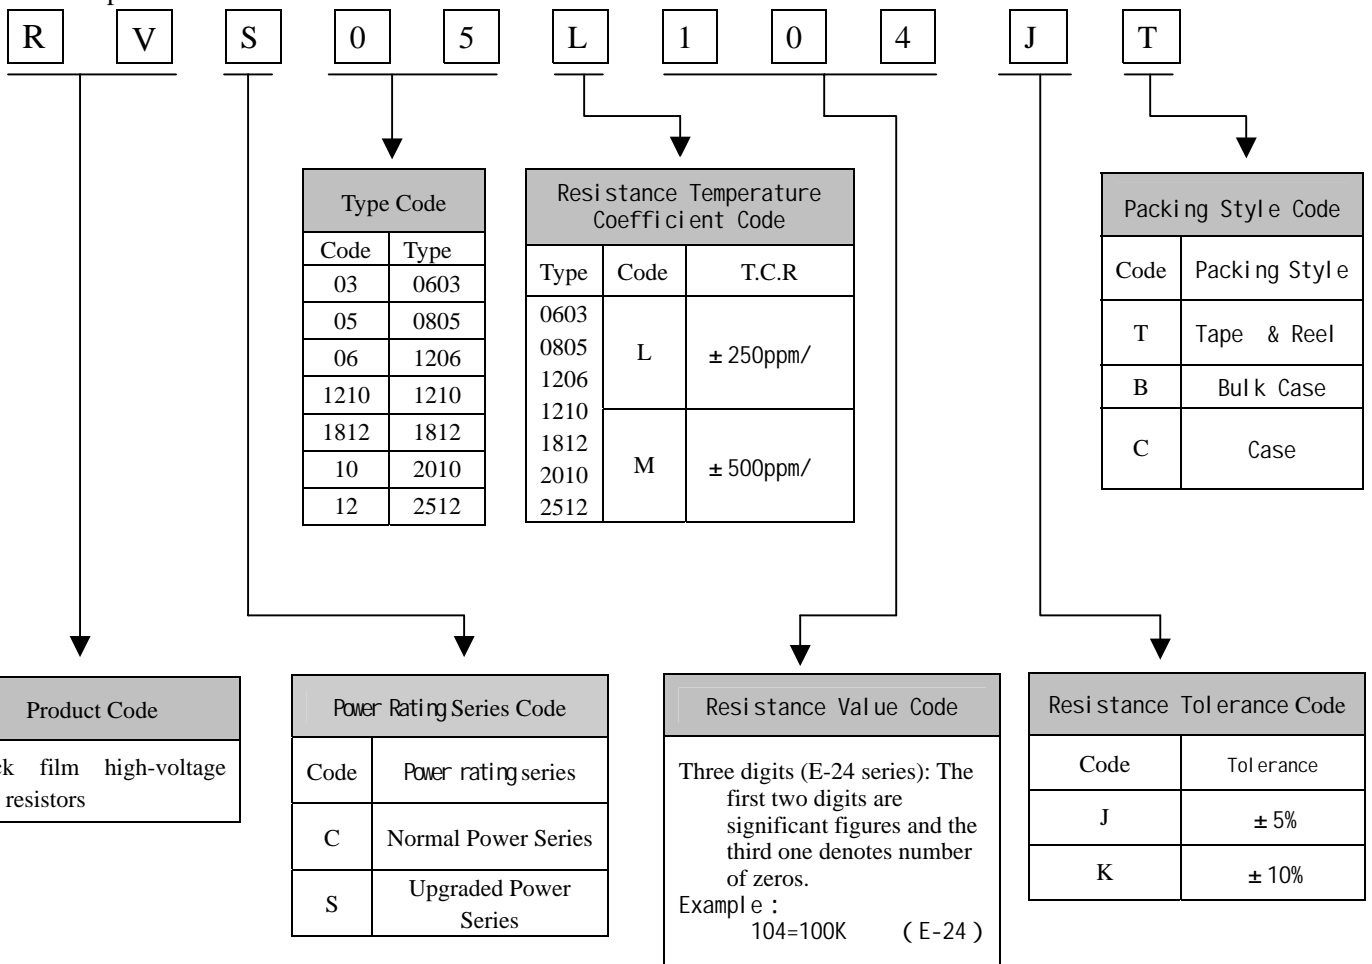 R V S 0 5 L 1 0 4 J T
Type Code
Code Type
03 0603
05 0805
06 1206
1210 1210
1812 1812
10 2010
12 2512
Resistance Temperature
Coefficient Code
Type Code T.C.R
0603
0805
1206
1210
1812
2010
2512
L ±250ppm/
M ±500ppm/
Packing Style Code
Code Packing Style
T Tape & Reel
B Bulk Case
C Case
Product Code
film high-voltage
resistors
Power Rating Series Code
Code Power rating series
C Normal Power Series
S Upgraded Power
Series
Resistance Value Code
Three digits (E-24 series): The
first two digits are
significant figures and the
third one denotes number
of zeros.
Example：
104=100K （E-24）
Resistance Tolerance Code
Code Tolerance
J ±5%
K ±10%